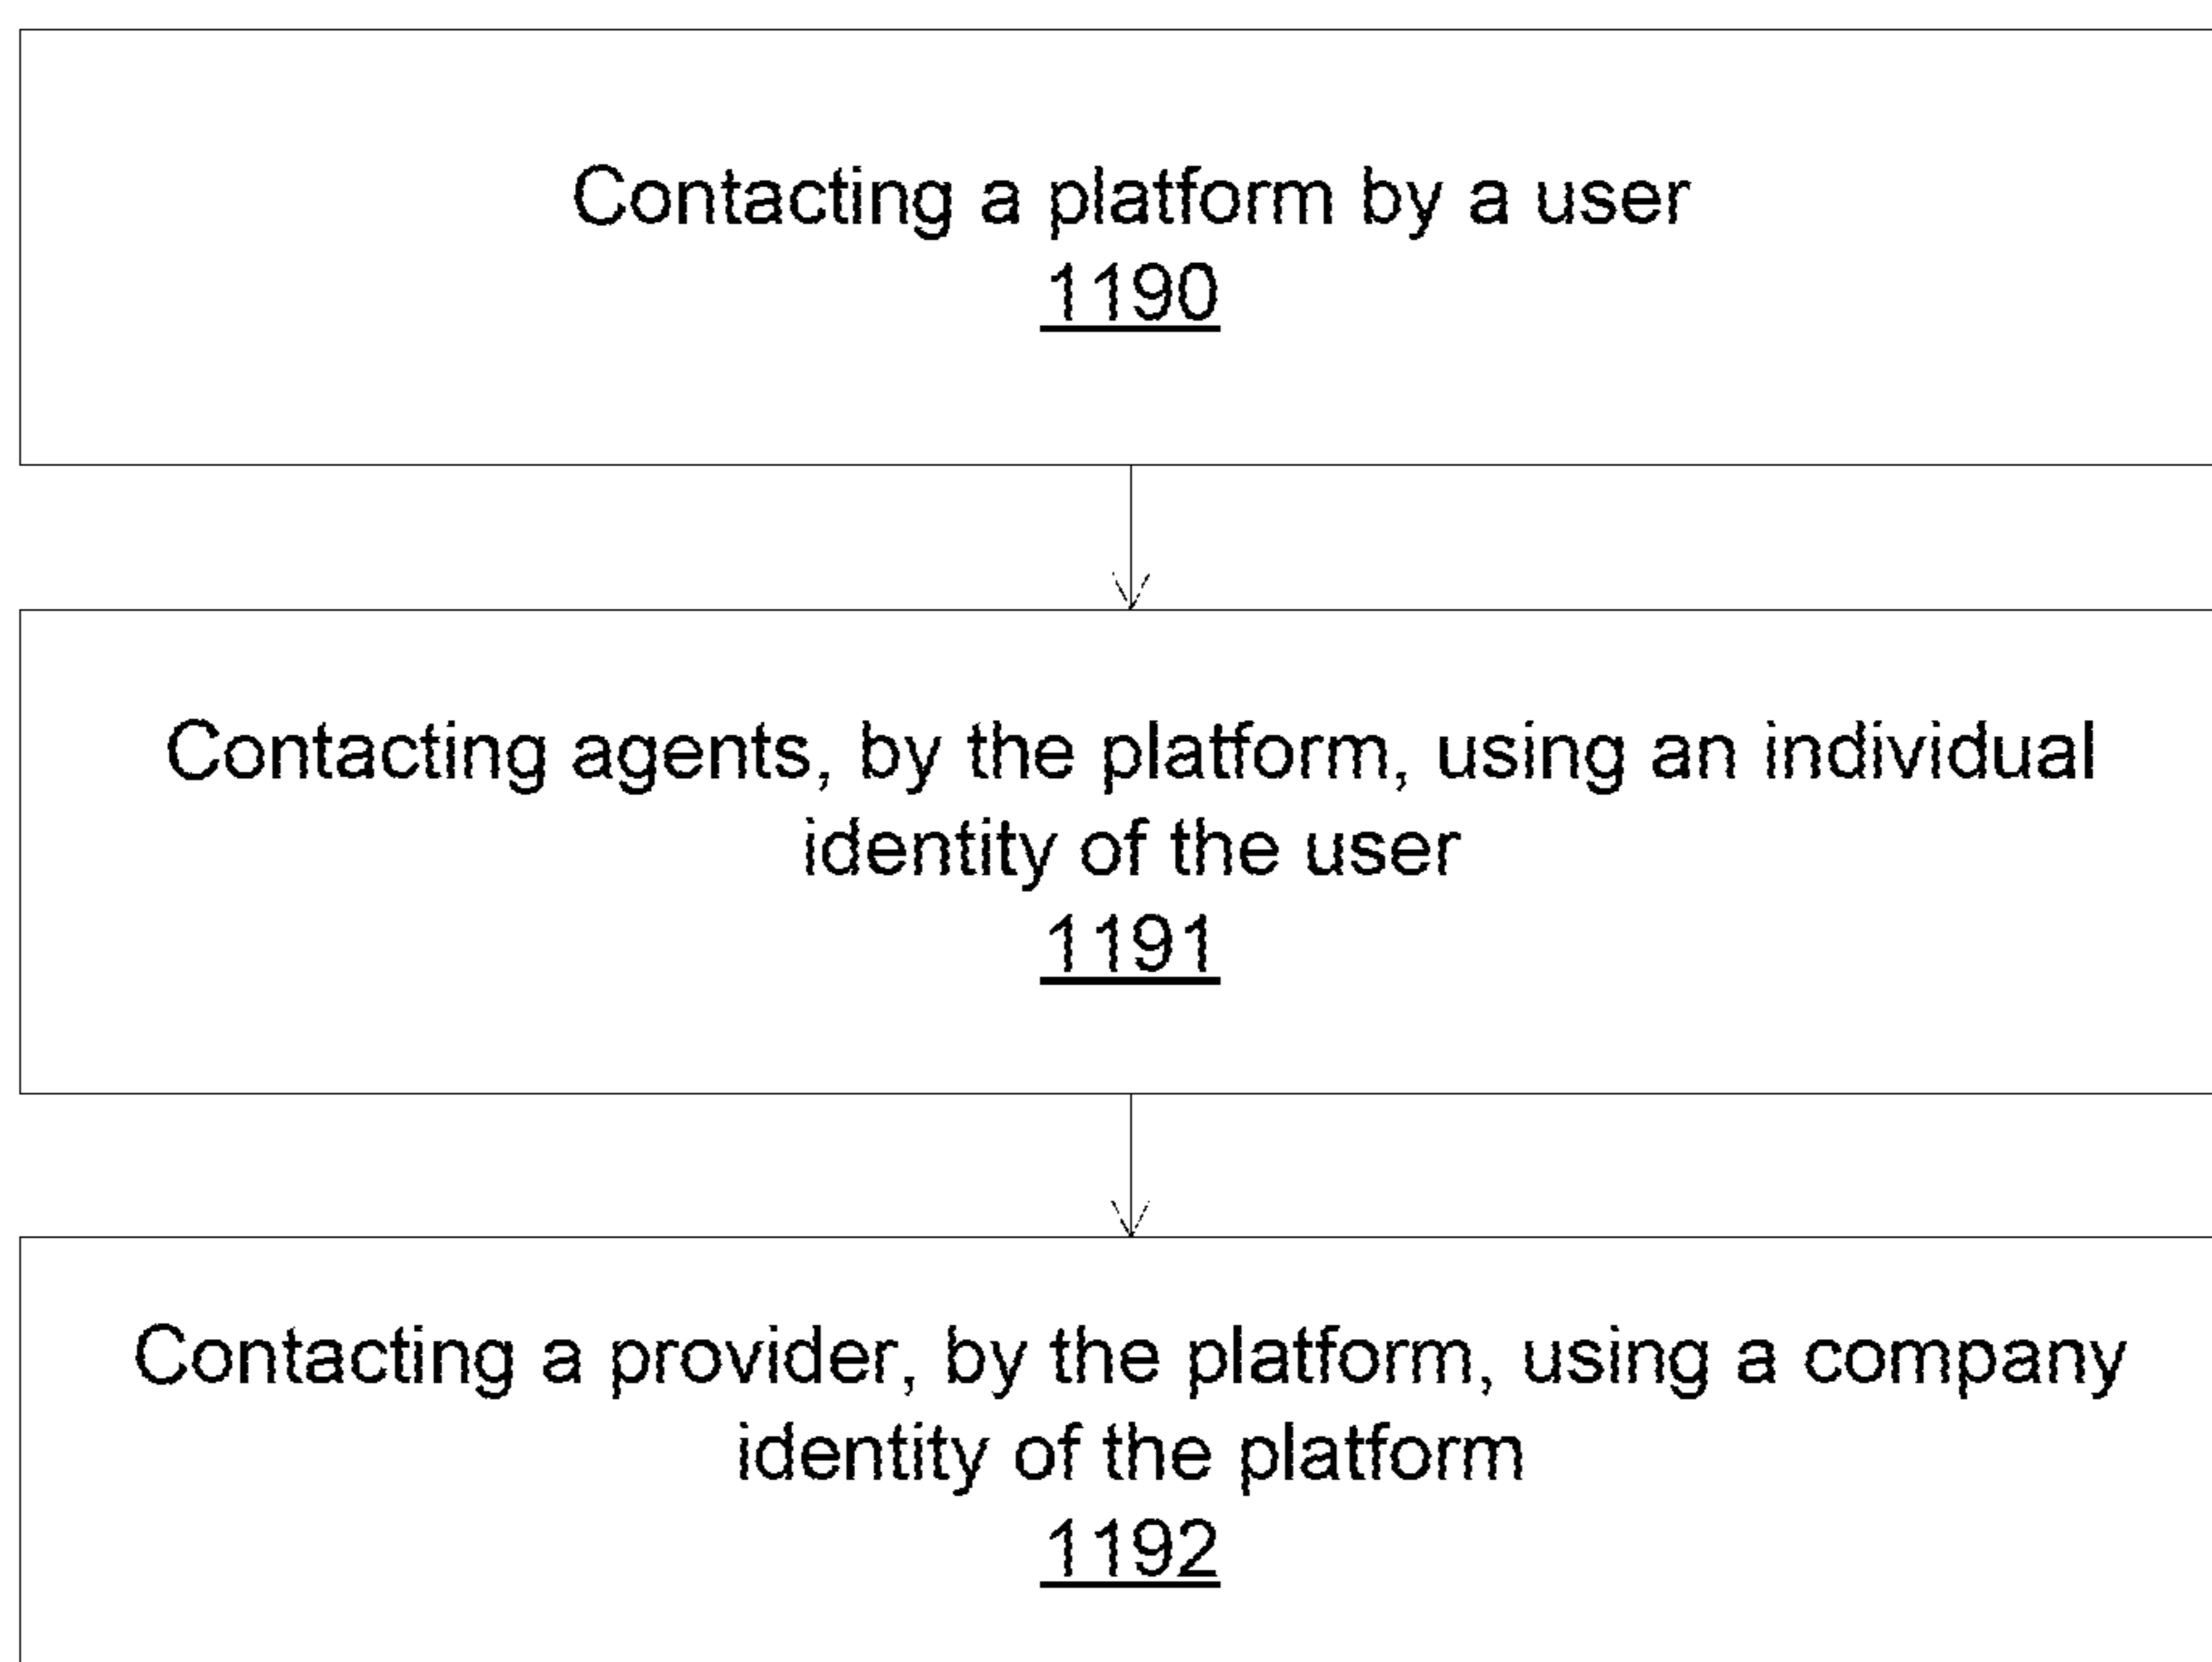 Contacting a platform by a user
1190
Contacting agents, by the platform, using an individual
identity of the user
1191
Contacting a provider, by the platform, using a company
identity of the platform
1192